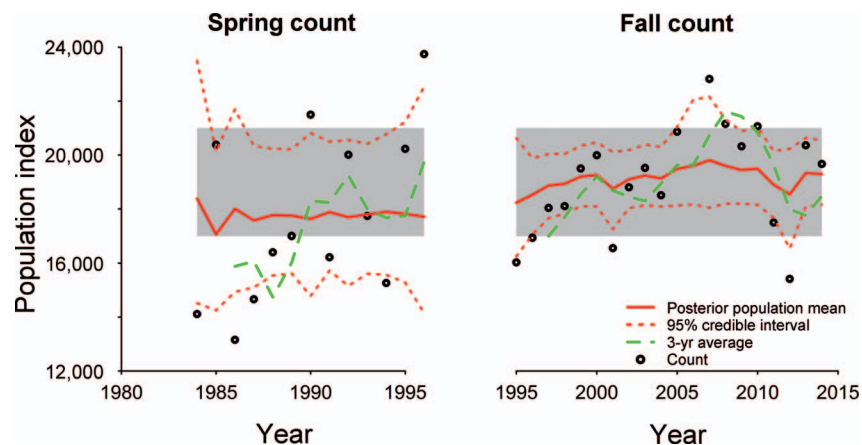 Spring count
Fall count
Population index
24,000
20,000
16,000
12,000
1980
1985
1990
1995
Year
1995
2000
2005
2010
2015
Year
Posterior population mean
95% credible interval
3-yr average
Count